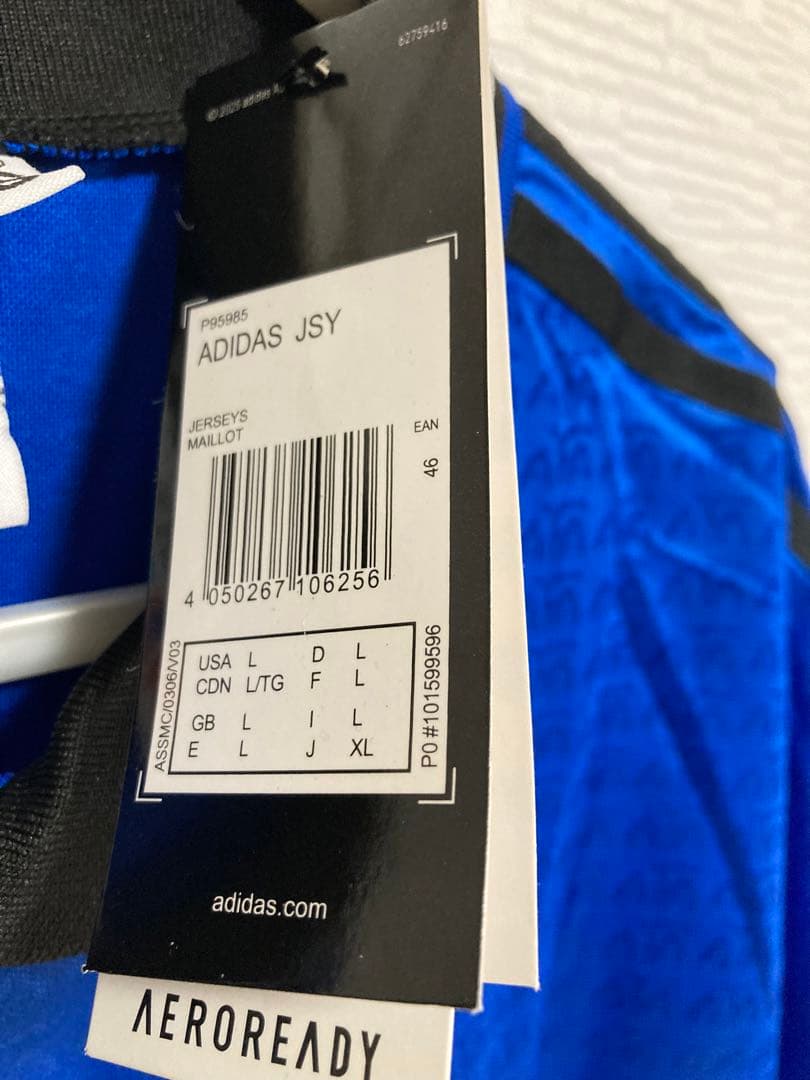 62759416
adidas
P95985
ADIDAS JSY
JERSEYS
MAILLOT
EAN
46
4 050267 106256
USA L D L
CDN L/TG F L
GB L I L
E L J XL
ASSMC/0306/V03
PO#101599596
adidas.com
AEROREADY